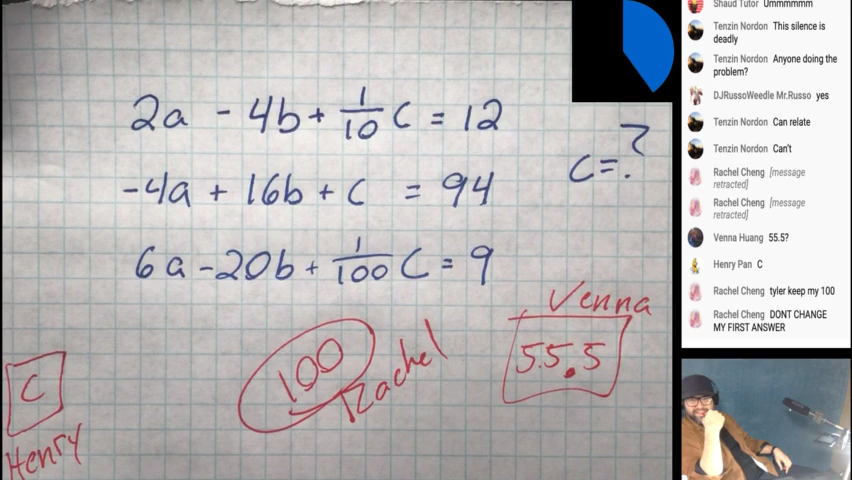 2a - 4b + 1/10 c = 12
-4a + 16b + c = 94
6a - 20b + 1/100 c = 9
c = ?
C
Henry
100
Rachel
Venna
55.5
Shaud Tutor Ummmmmm
Tenzin Nordon This silence is
deadly
Tenzin Nordon Anyone doing the
problem?
DJRussoWeedle Mr.Russo yes
Tenzin Nordon Can relate
Tenzin Nordon Can't
Rachel Cheng [message
retracted]
Rachel Cheng [message
retracted]
Venna Huang 55.5?
Henry Pan C
Rachel Cheng tyler keep my 100
Rachel Cheng DONT CHANGE
MY FIRST ANSWER